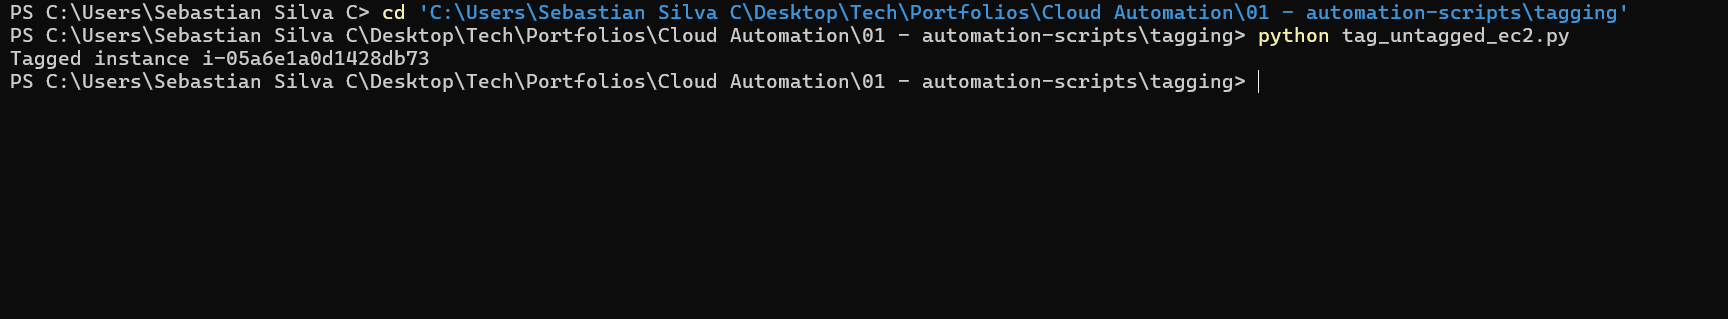 PS C:\Users\Sebastian Silva C> cd 'C:\Users\Sebastian Silva C\Desktop\Tech\Portfolios\Cloud Automation\01 - automation-scripts\tagging'
PS C:\Users\Sebastian Silva C\Desktop\Tech\Portfolios\Cloud Automation\01 - automation-scripts\tagging> python tag_untagged_ec2.py
Tagged instance i-05a6e1a0d1428db73
PS C:\Users\Sebastian Silva C\Desktop\Tech\Portfolios\Cloud Automation\01 - automation-scripts\tagging>